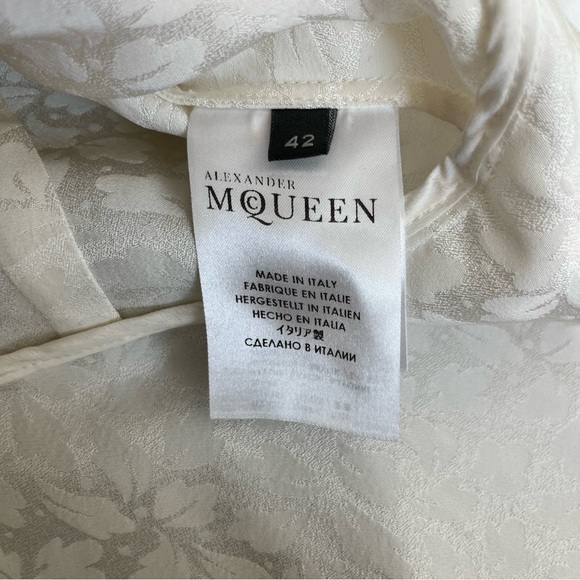 42
ALEXANDER
McQUEEN
MADE IN ITALY
FABRIQUE EN ITALIE
HERGESTELLT IN ITALIEN
HECHO EN ITALIA
イタリア製
СДЕЛАНО В ИТАЛИИ